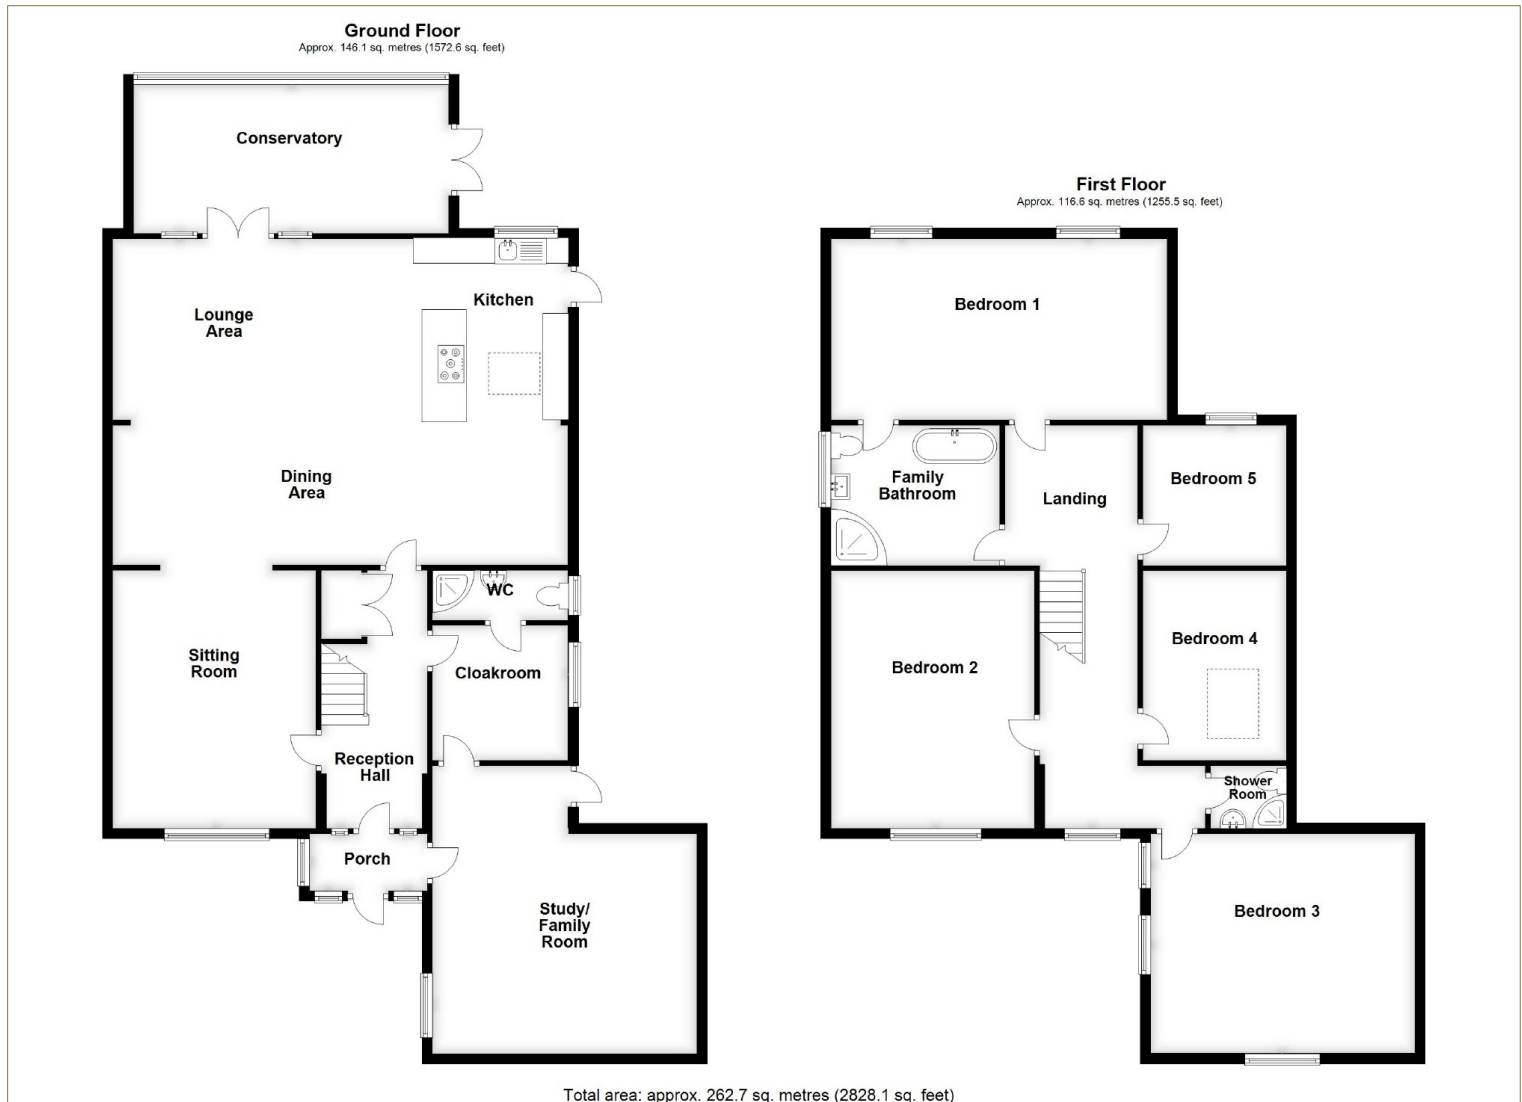 Ground Floor
Approx. 146.1 sq. metres (1572.6 sq. feet)
Conservatory
Kitchen
Lounge
Area
Dining
Area
WC
Sitting
Room
Cloakroom
Reception
Hall
Porch
Study/
Family
Room
First Floor
Approx. 116.6 sq. metres (1255.5 sq. feet)
Bedroom 1
Family
Bathroom
Landing
Bedroom 5
Bedroom 2
Bedroom 4
Shower
Room
Bedroom 3
Total area: approx. 262.7 sq. metres (2828.1 sq. feet)